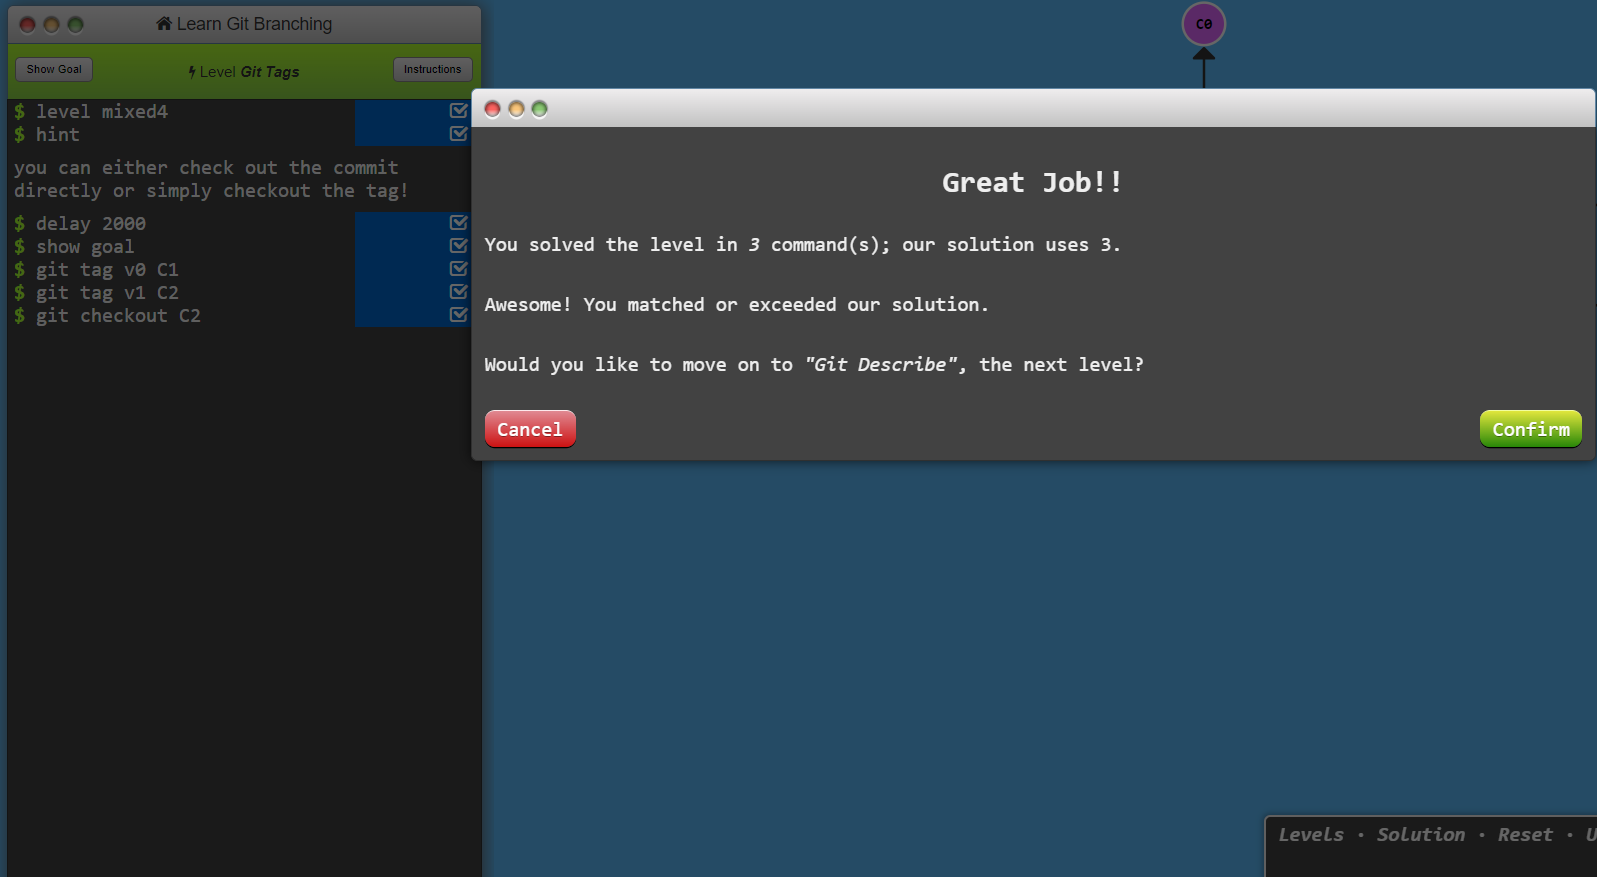 Learn Git Branching
Show Goal
Level Git Tags
Instructions
$ level mixed4
$ hint
you can either check out the commit
directly or simply checkout the tag!
$ delay 2000
$ show goal
$ git tag v0 C1
$ git tag v1 C2
$ git checkout C2
C0
Great Job!!
You solved the level in 3 command(s); our solution uses 3.
Awesome! You matched or exceeded our solution.
Would you like to move on to "Git Describe", the next level?
Cancel
Confirm
Levels · Solution · Reset ·